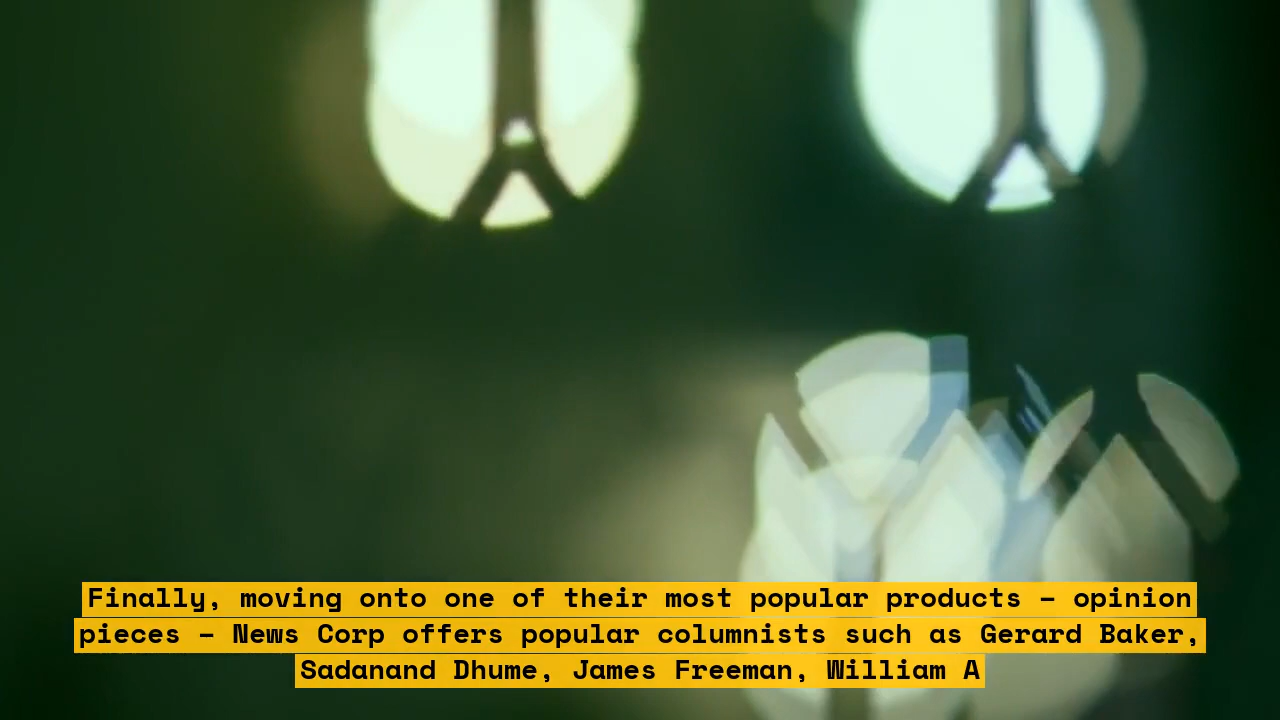 Finally, moving onto one of their most popular products – opinion
pieces – News Corp offers popular columnists such as Gerard Baker,
Sadanand Dhume, James Freeman, William A